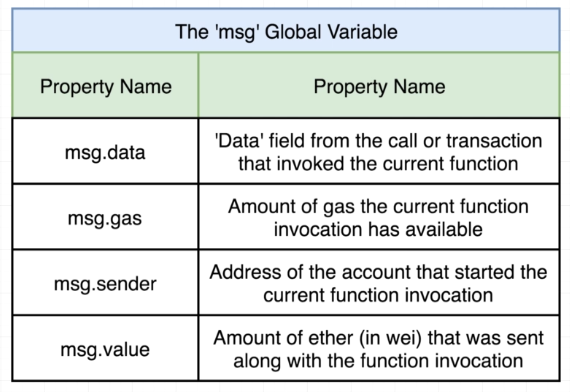 The 'msg' Global Variable
Property Name
Property Name
msg.data
'Data' field from the call or transaction
that invoked the current function
msg.gas
Amount of gas the current function
invocation has available
msg.sender
Address of the account that started the
current function invocation
msg.value
Amount of ether (in wei) that was sent
along with the function invocation